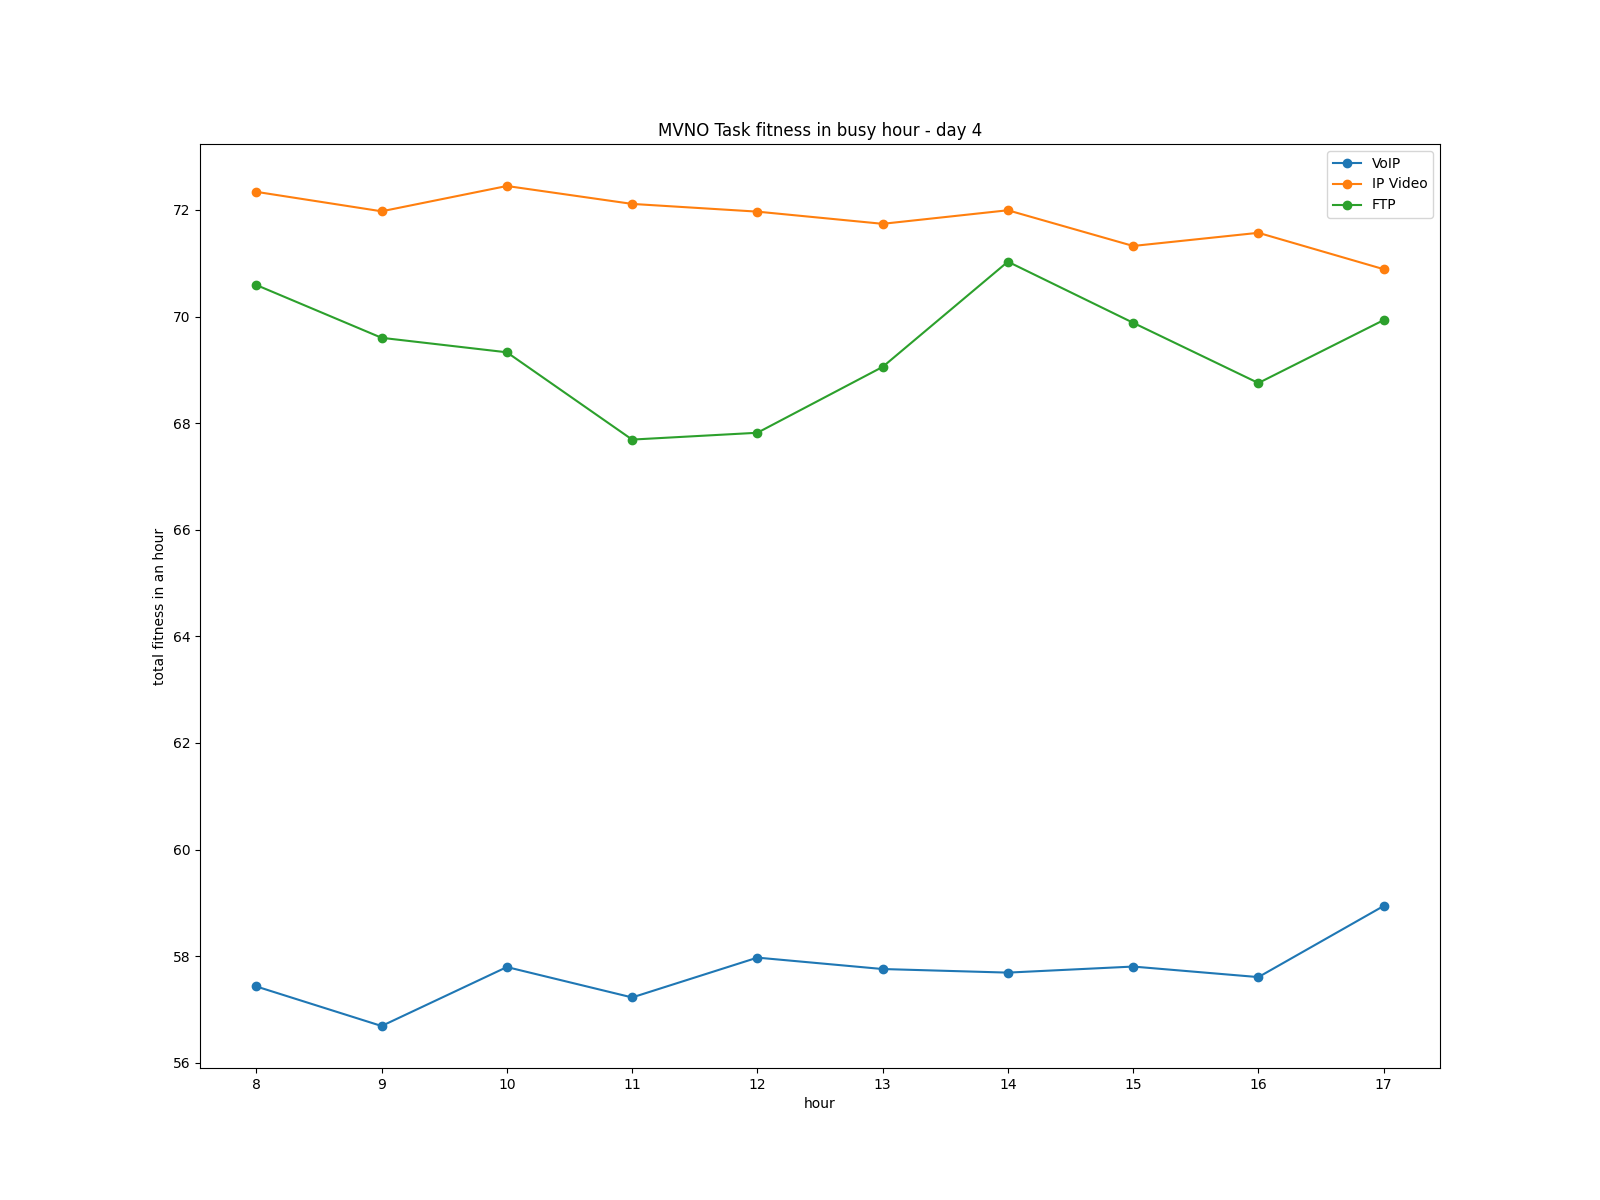 MVNO Task fitness in busy hour - day 4
VoIP
IP Video
FTP
72
70
68
66
64
62
60
58
56
total fitness in an hour
8 9 10 11 12 13 14 15 16 17
hour